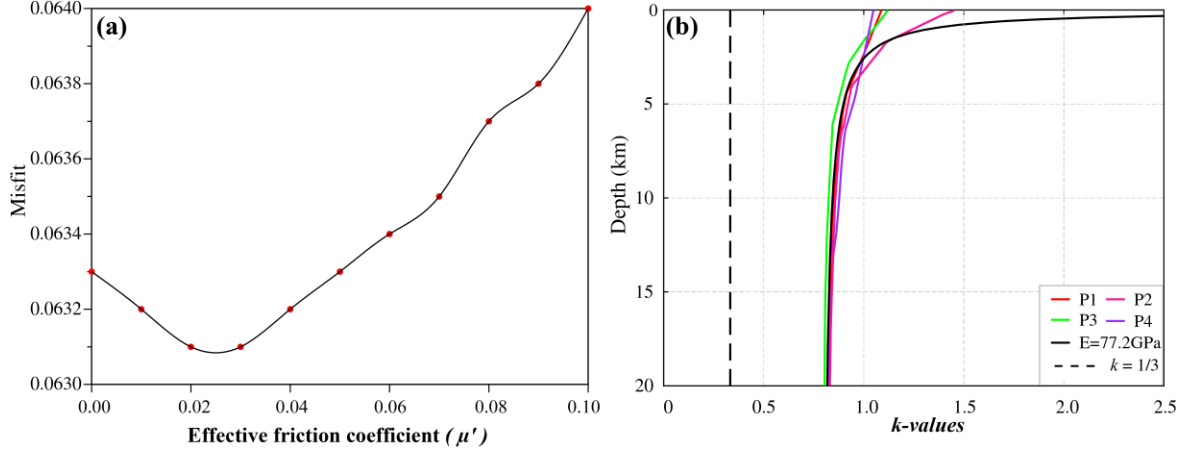 (a)
0.0640
0.0638
0.0636
0.0634
0.0632
0.0630
Misfit
0.00 0.02 0.04 0.06 0.08 0.10
Effective friction coefficient ( μ' )
(b)
0
5
10
15
20
Depth (km)
0 0.5 1.0 1.5 2.0 2.5
k-values
P1 P2
P3 P4
E=77.2GPa
k = 1/3